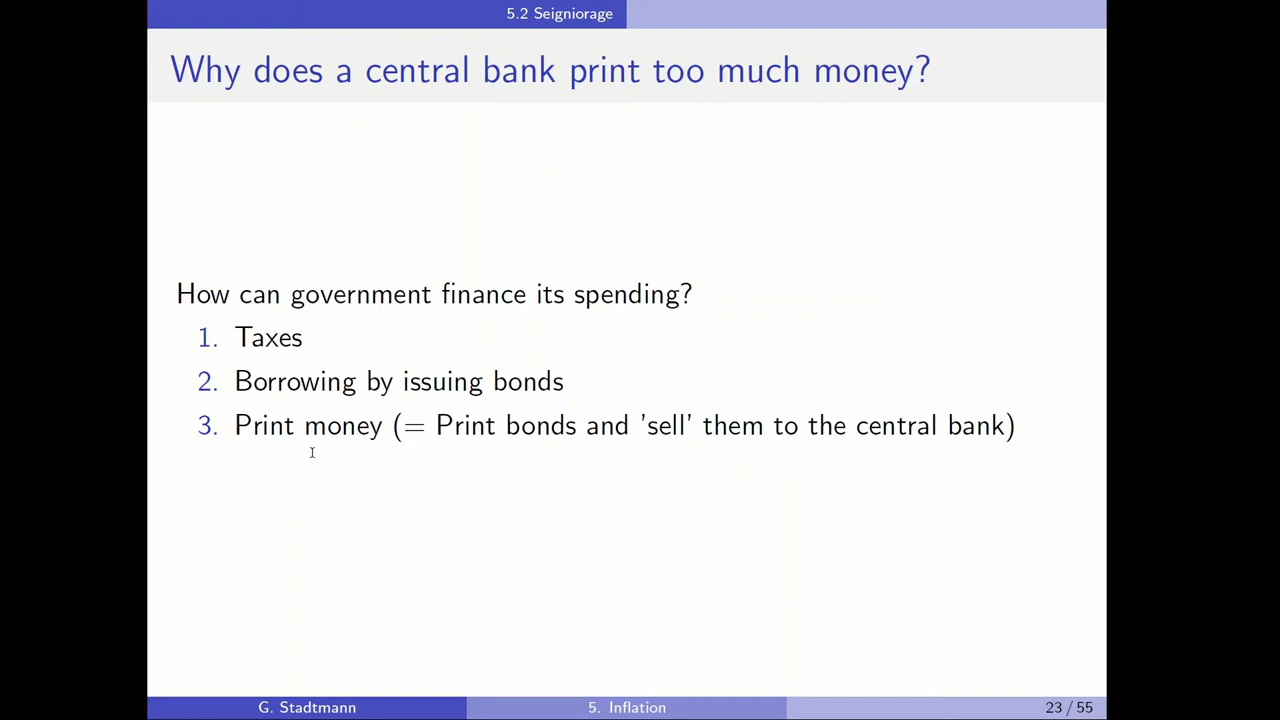 5.2 Seigniorage
Why does a central bank print too much money?
How can government finance its spending?
1. Taxes
2. Borrowing by issuing bonds
3. Print money (= Print bonds and 'sell' them to the central bank)
G. Stadtmann
5. Inflation
23 / 55